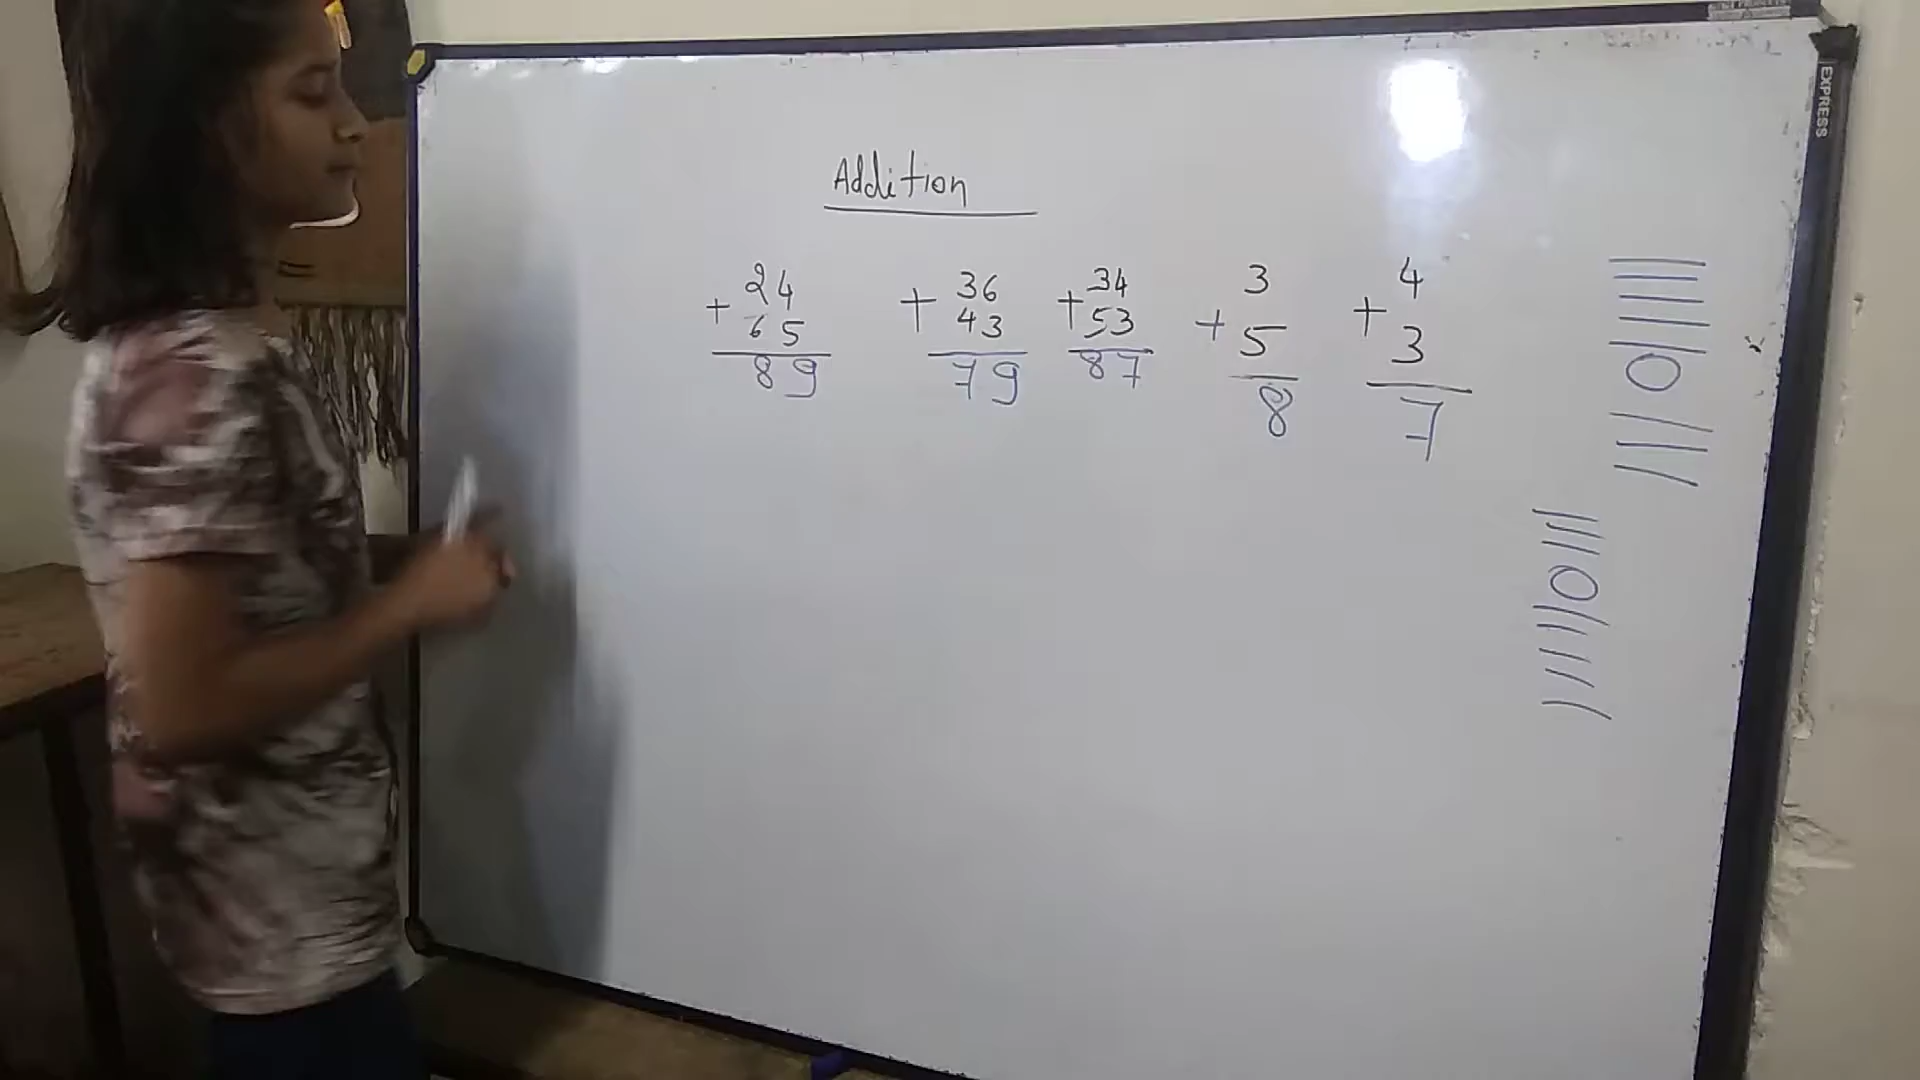 Addition
24 36 34 3 4
+ 65 + 43 + 53 + 5 + 3
89 79 87 8 7
EXPRESS